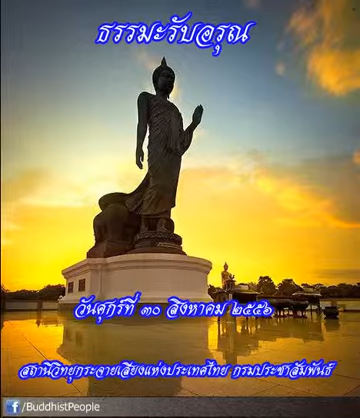 ธรรมะรับอรุณ
วันศุกร์ที่ ๓๐ สิงหาคม ๒๕๕๖
สถานีวิทยุกระจายเสียงแห่งประเทศไทย กรมประชาสัมพันธ์
f /BuddhistPeople